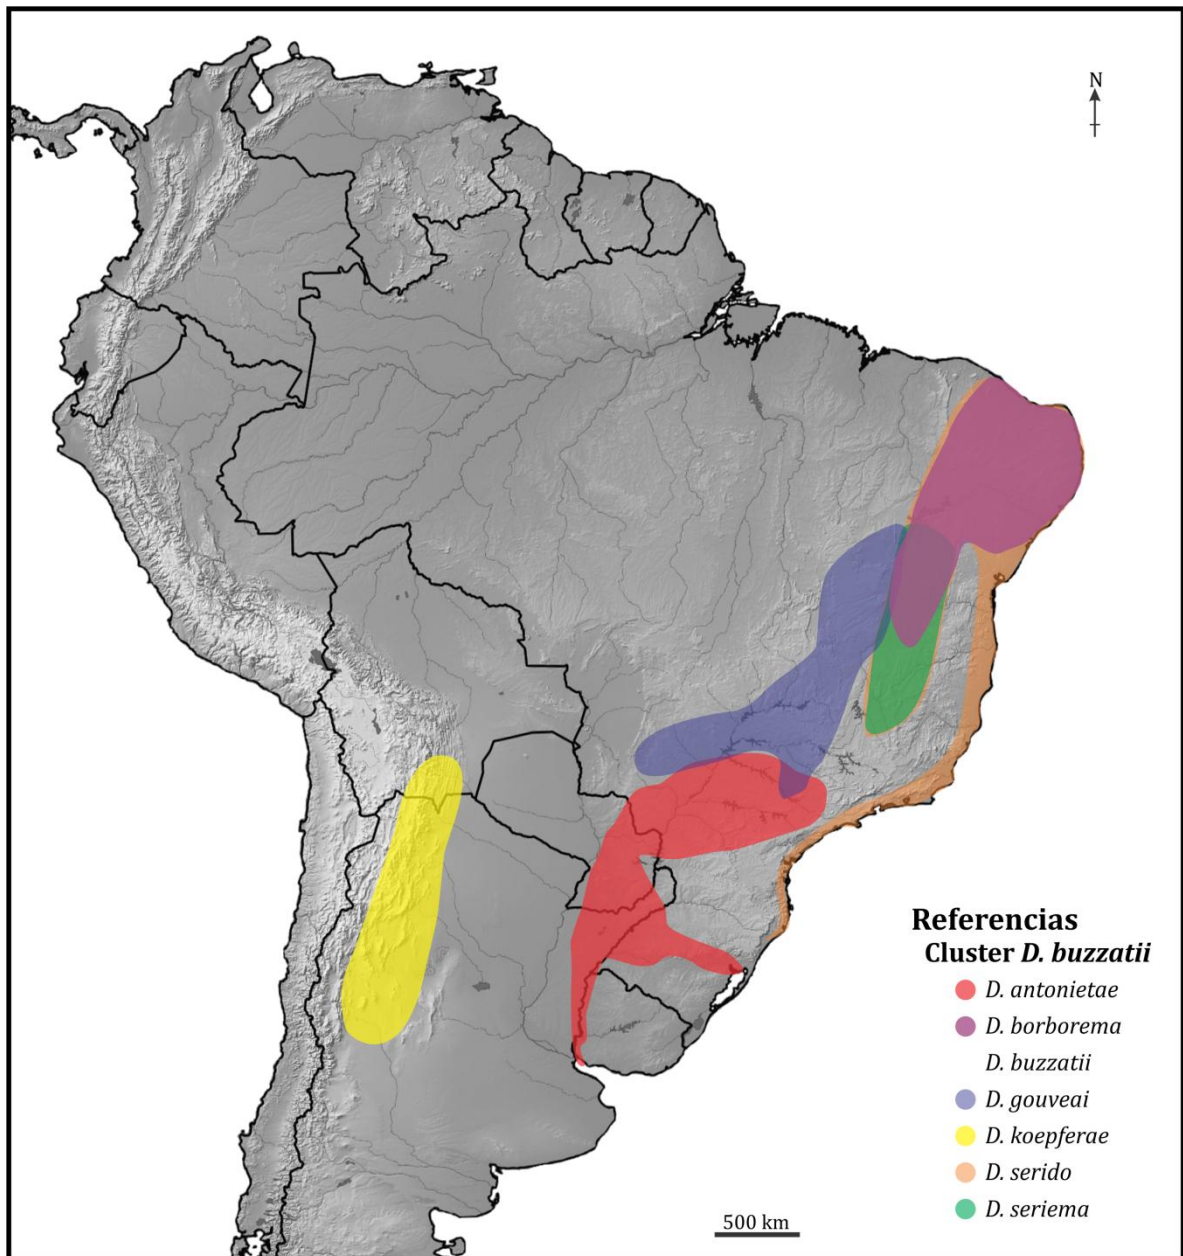 N
Referencias
Cluster D. buzzatii
D. antonietae
D. borborema
D. buzzatii
D. gouveai
D. koepferae
D. serido
D. seriema
500 km